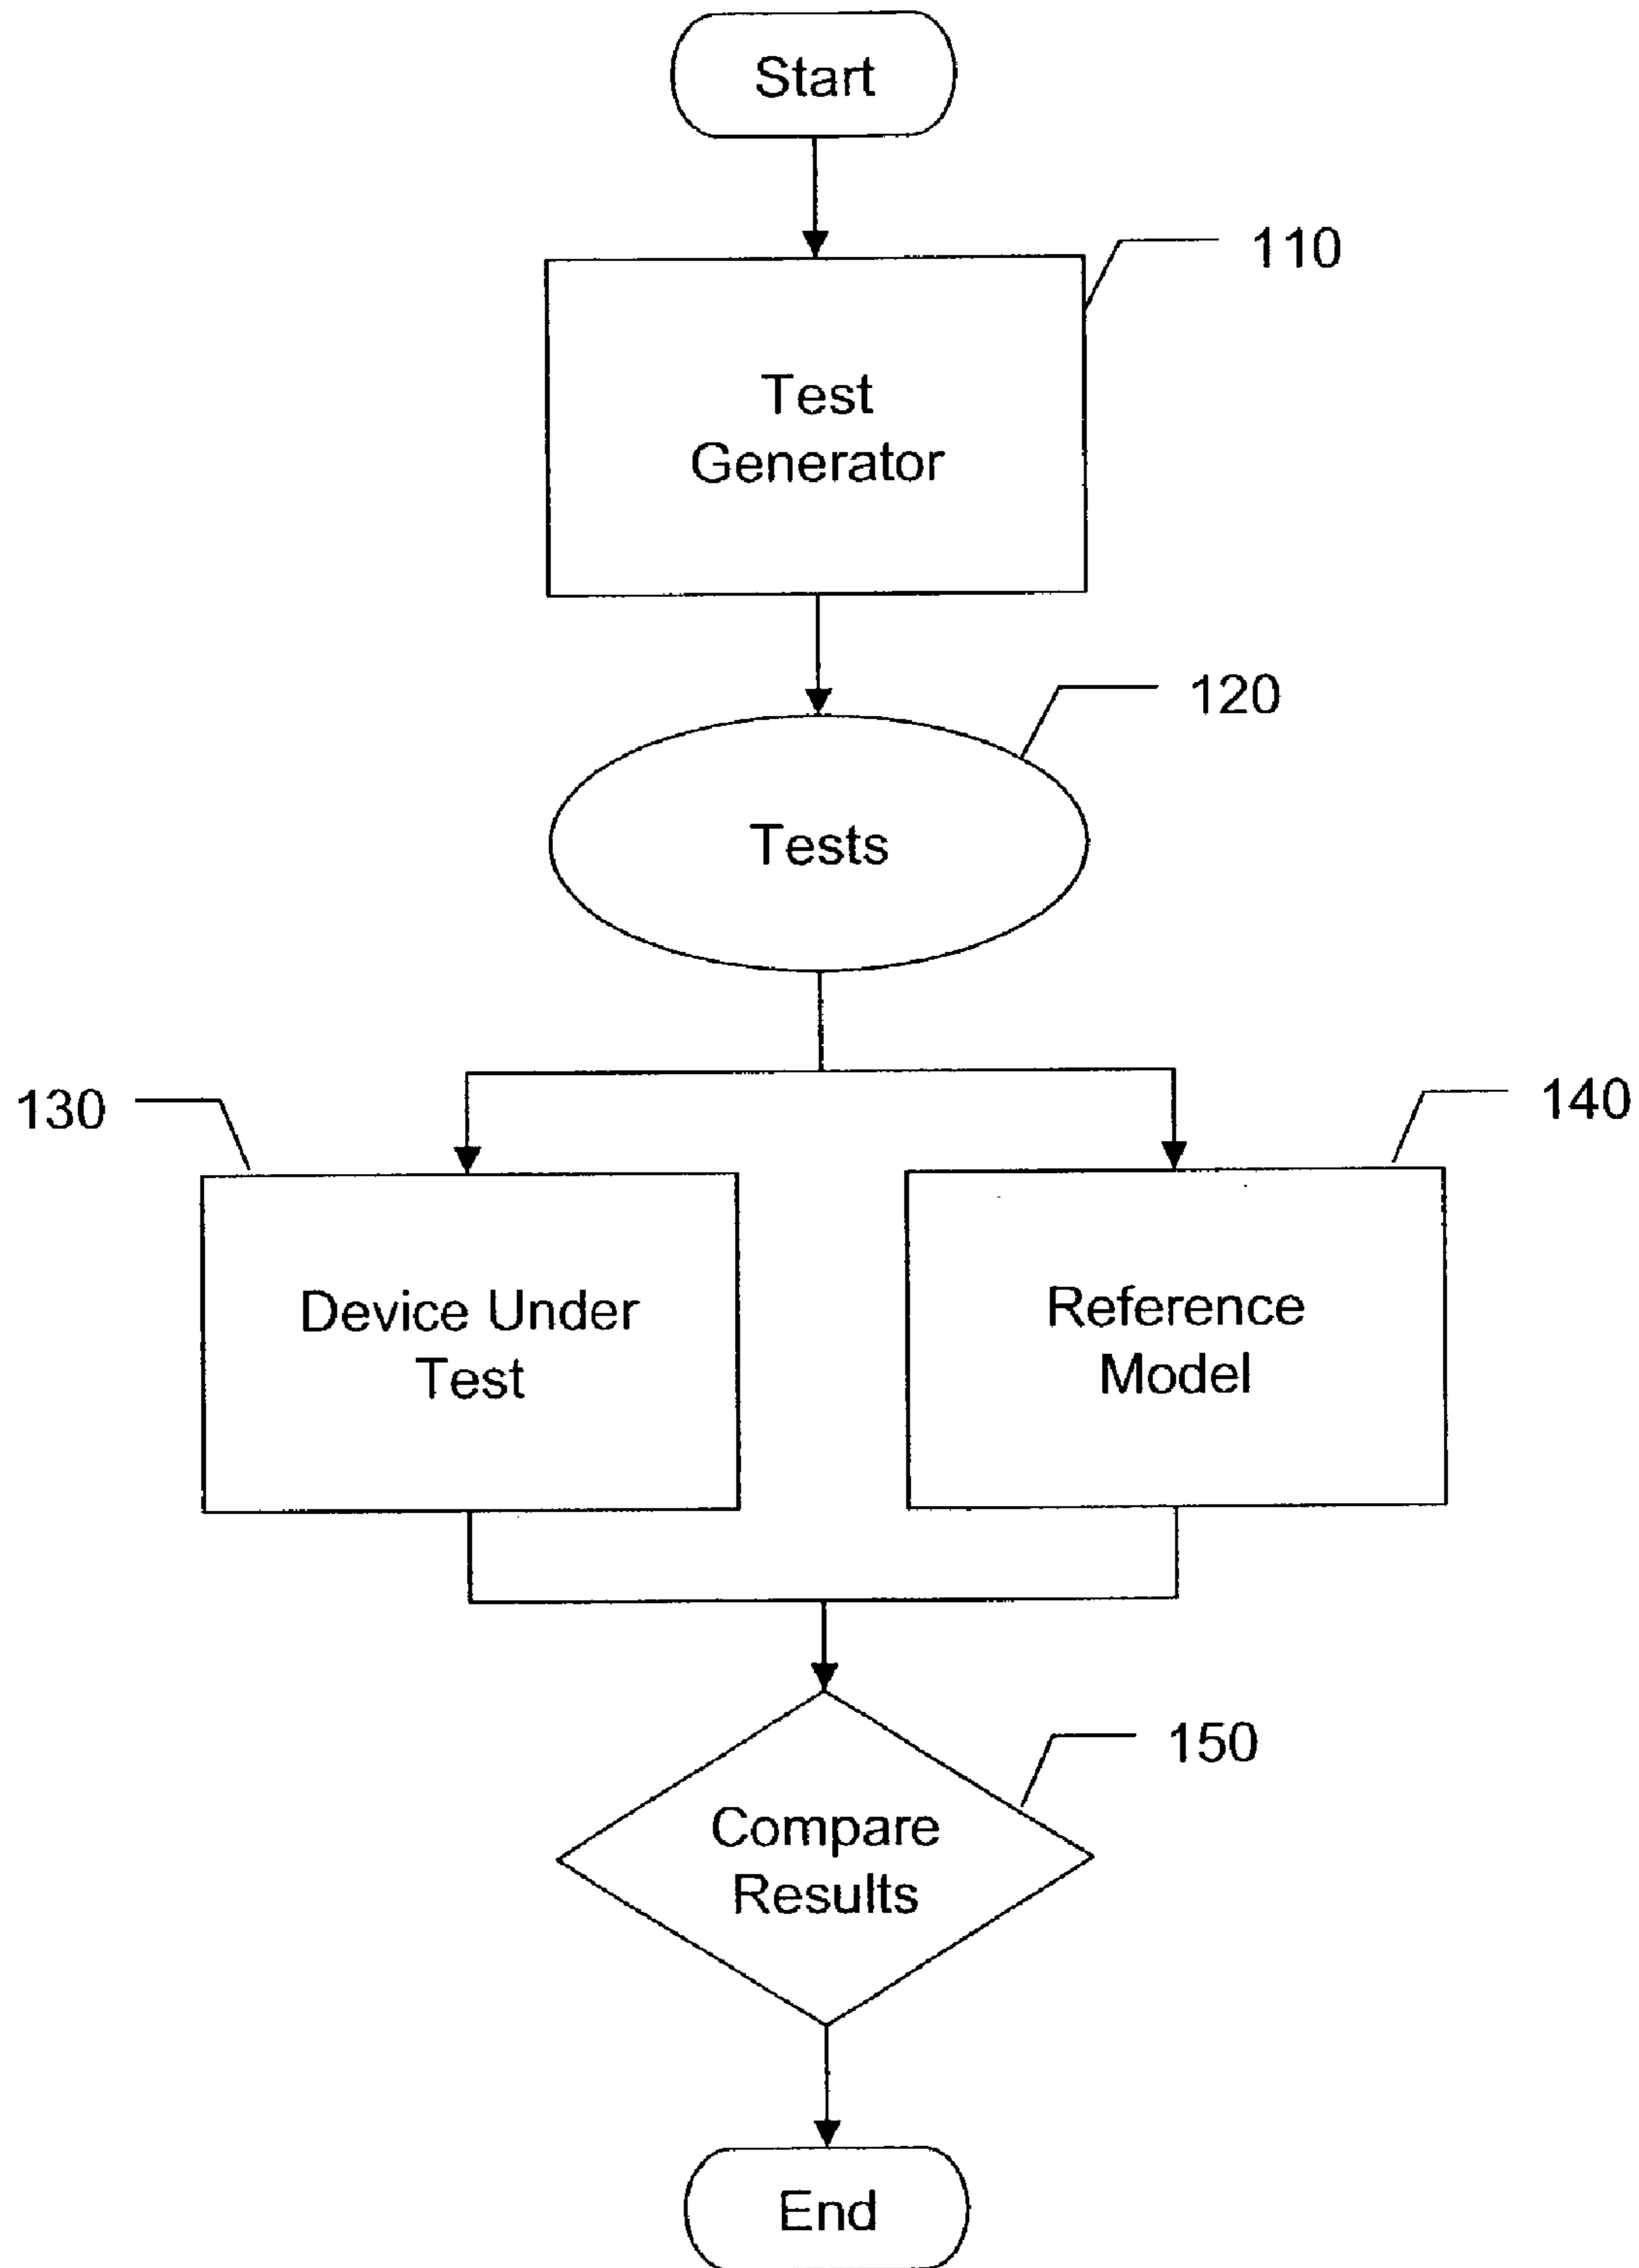 Start
110
Test
Generator
120
Tests
130
140
Device Under
Test
Reference
Model
150
Compare
Results
End